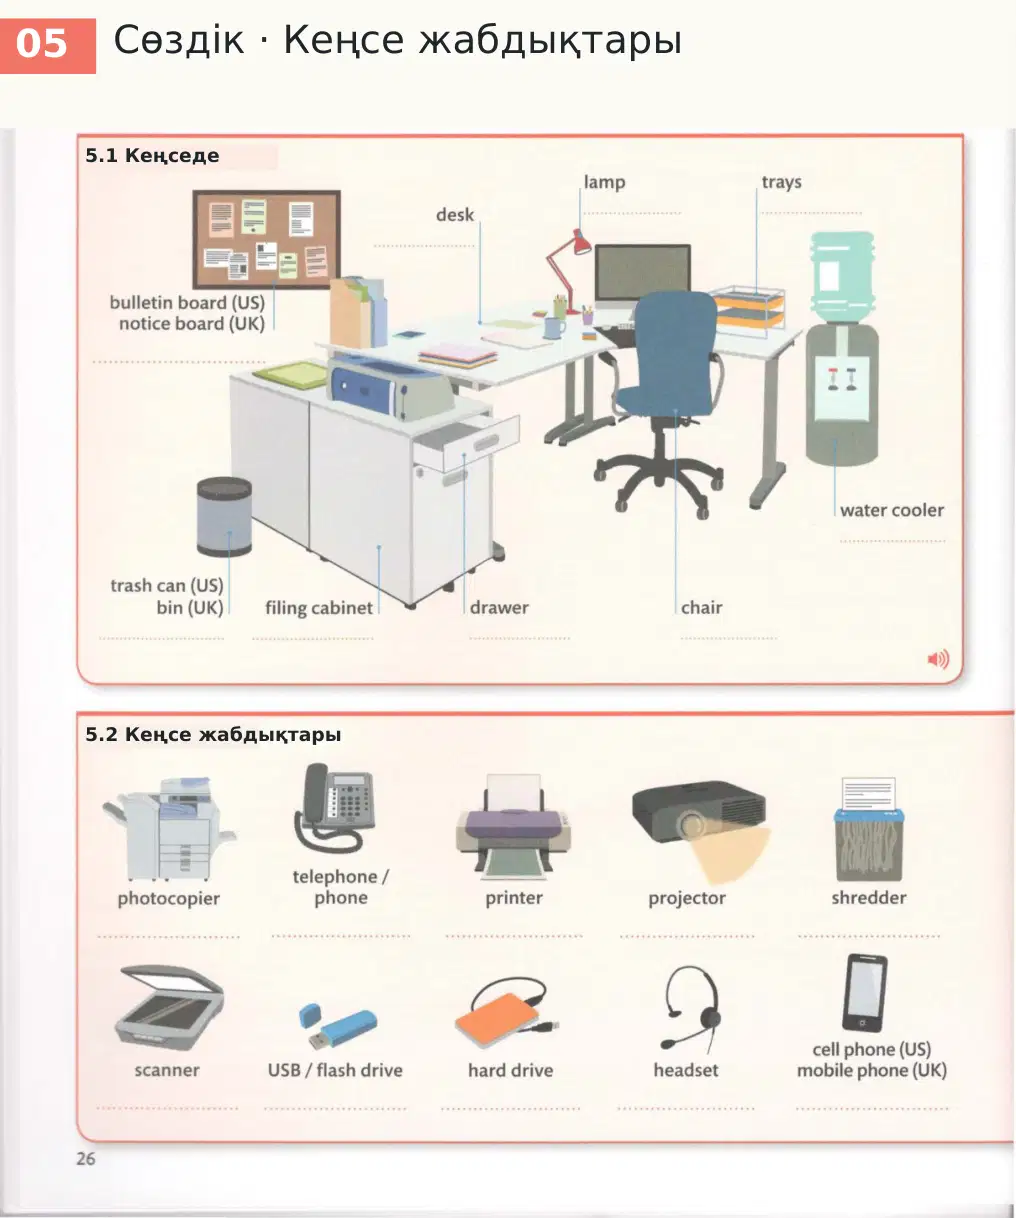 05 Сөздік · Кеңсе жабдықтары
5.1 Кеңседе
lamp
trays
desk
bulletin board (US)
notice board (UK)
water cooler
trash can (US)
bin (UK)
filing cabinet
drawer
chair
5.2 Кеңсе жабдықтары
photocopier
telephone /
phone
printer
projector
shredder
scanner
USB / flash drive
hard drive
headset
cell phone (US)
mobile phone (UK)
26